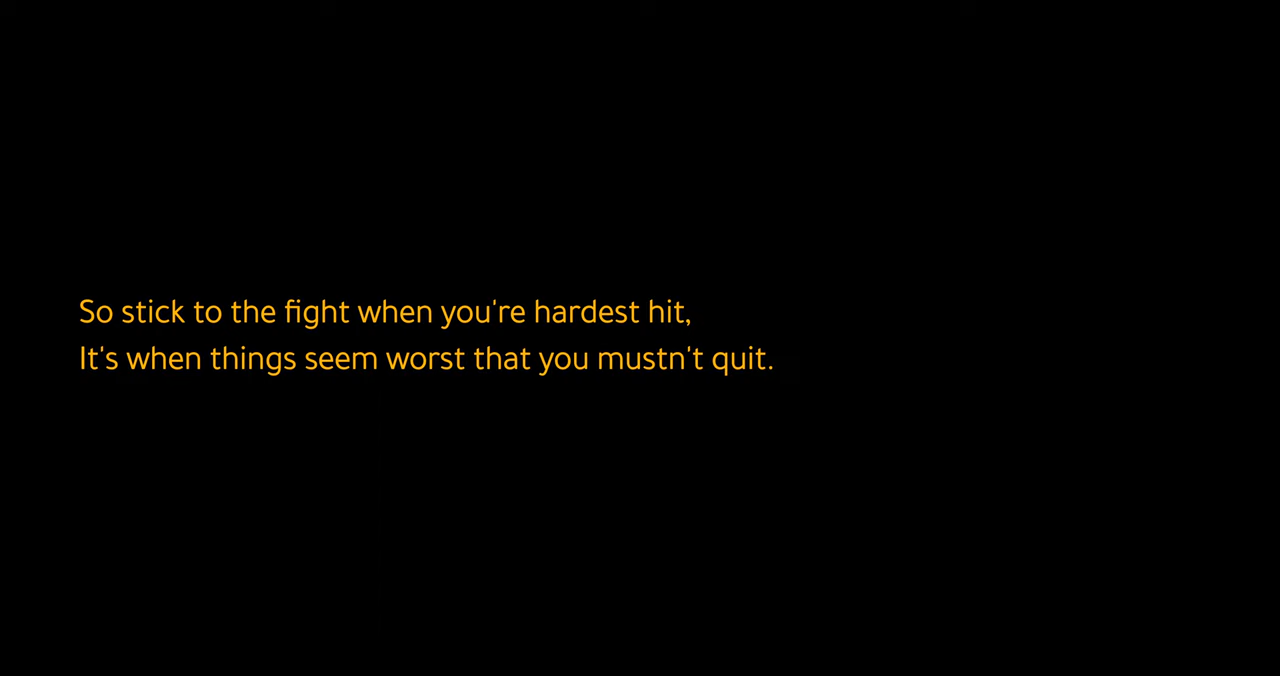 So stick to the fight when you're hardest hit,
It's when things seem worst that you mustn't quit.